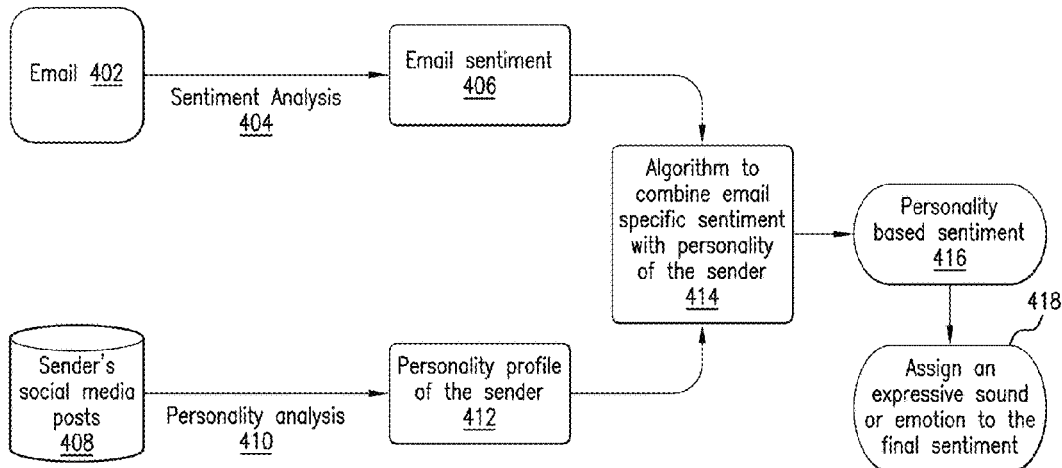 Email 402
Sentiment Analysis
404
Email sentiment
406
Algorithm to
combine email
specific sentiment
with personality
of the sender
414
Personality
based sentiment
416
418
Assign an
expressive sound
or emotion to the
final sentiment
Sender's
social media
posts
408
Personality analysis
410
Personality profile
of the sender
412